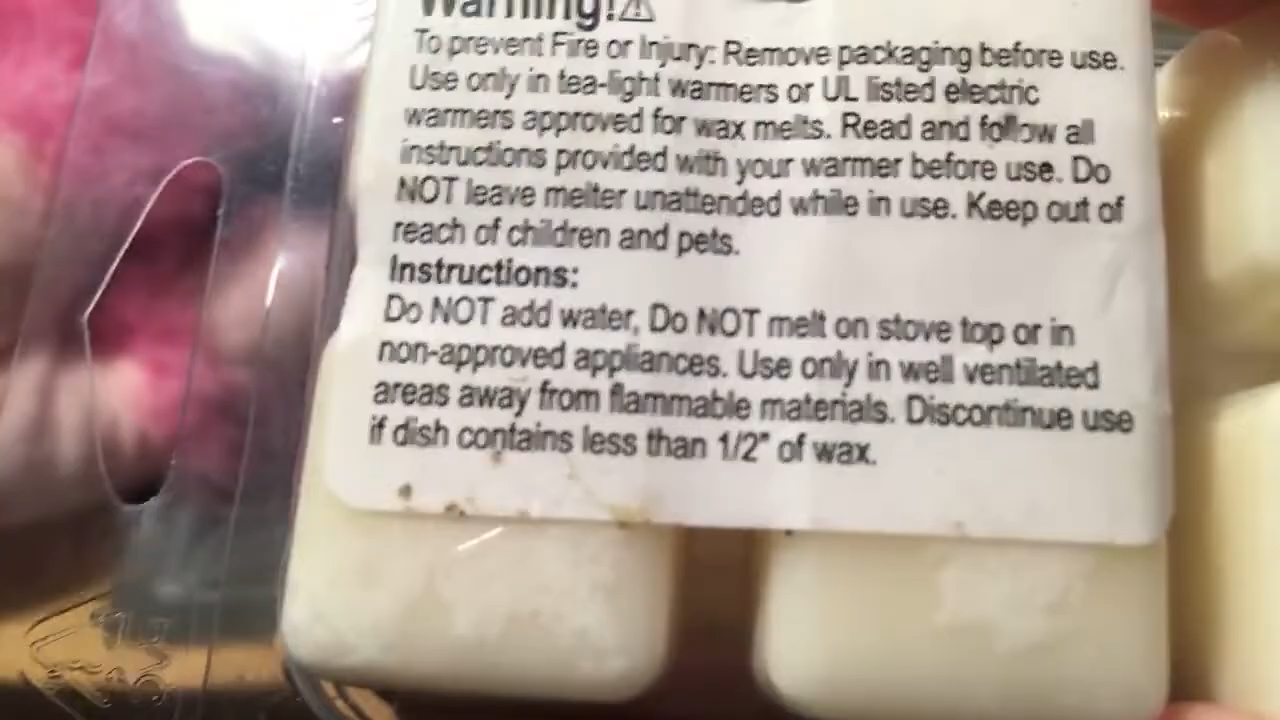 Warning!⚠
To prevent Fire or Injury: Remove packaging before use.
Use only in tea-light warmers or UL listed electric
warmers approved for wax melts. Read and follow all
instructions provided with your warmer before use. Do
NOT leave melter unattended while in use. Keep out of
reach of children and pets.
Instructions:
Do NOT add water, Do NOT melt on stove top or in
non-approved appliances. Use only in well ventilated
areas away from flammable materials. Discontinue use
if dish contains less than 1/2" of wax.